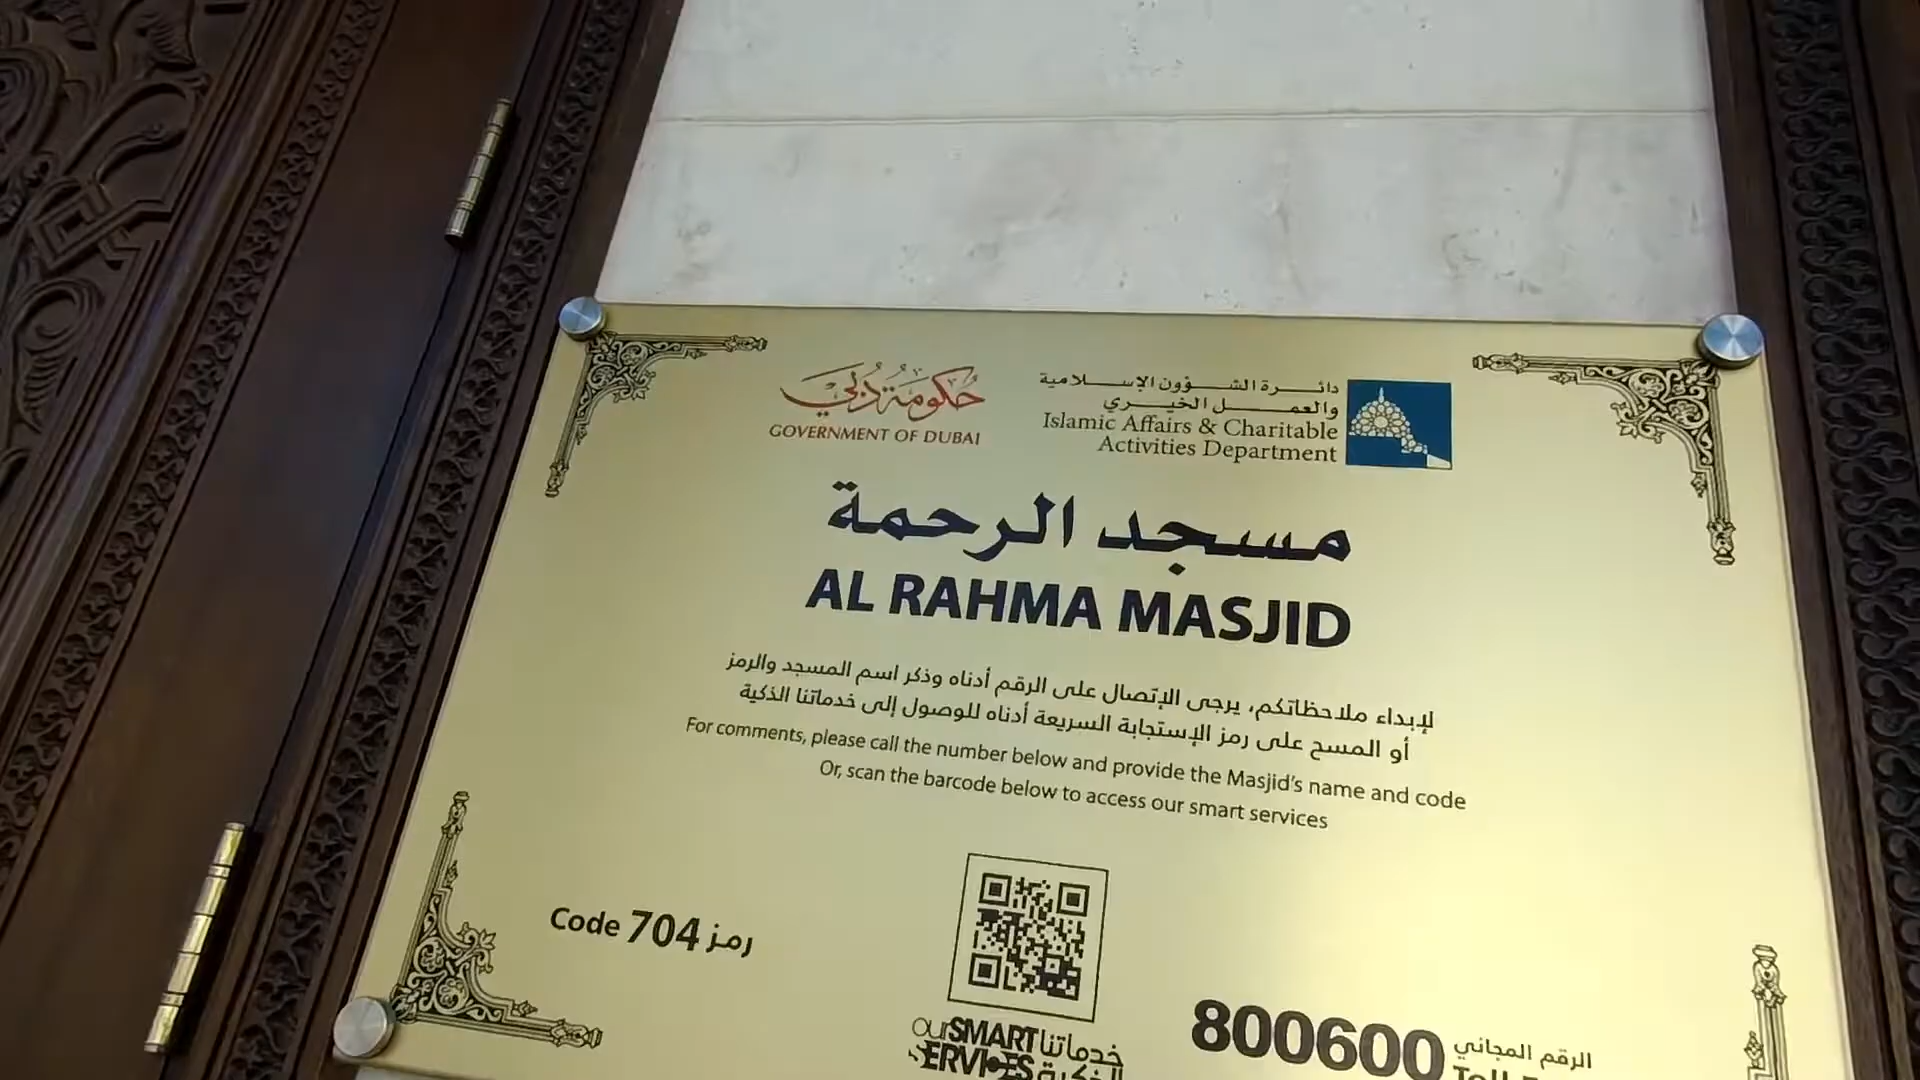 حكومة دبي
GOVERNMENT OF DUBAI
دائرة الشؤون الإسلامية
والعمل الخيري
Islamic Affairs & Charitable
Activities Department
مسجد الرحمة
AL RAHMA MASJID
لإبداء ملاحظاتكم، يرجى الإتصال على الرقم أدناه وذكر اسم المسجد والرمز
أو المسح على رمز الإستجابة السريعة أدناه للوصول إلى خدماتنا الذكية
For comments, please call the number below and provide the Masjid's name and code
Or, scan the barcode below to access our smart services
Code 704 رمز
ourSMART خدماتنا
SERVICES الذكية
800600 الرقم المجاني
Toll